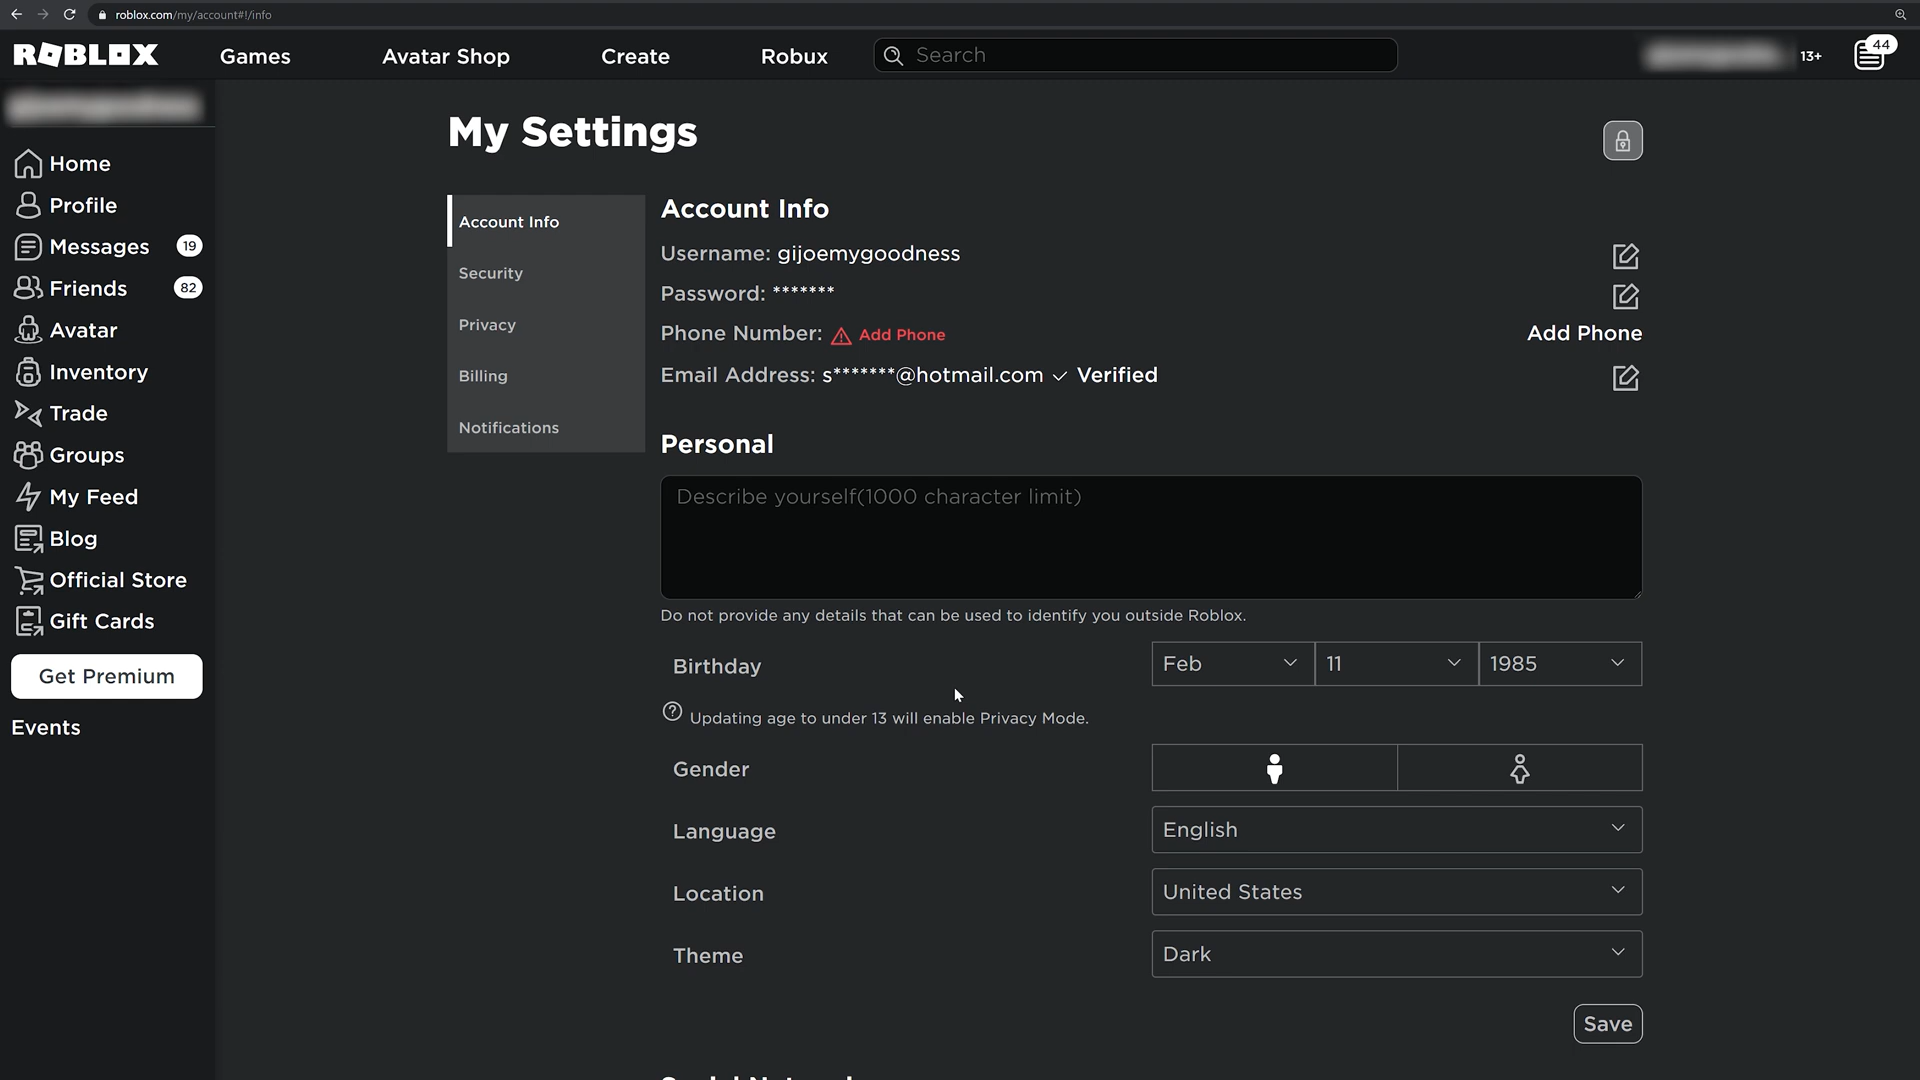 roblox.com/my/account#!/info
ROBLOX
Games
Avatar Shop
Create
Robux
Search
13+
44
Home
Profile
Messages 19
Friends 82
Avatar
Inventory
Trade
Groups
My Feed
Blog
Official Store
Gift Cards
Get Premium
Events
My Settings
Account Info
Security
Privacy
Billing
Notifications
Account Info
Username: gijoemygoodness
Password: *******
Phone Number: Add Phone
Add Phone
Email Address: s*******@hotmail.com Verified
Personal
Describe yourself(1000 character limit)
Do not provide any details that can be used to identify you outside Roblox.
Birthday
Feb
11
1985
Updating age to under 13 will enable Privacy Mode.
Gender
Language
English
Location
United States
Theme
Dark
Save